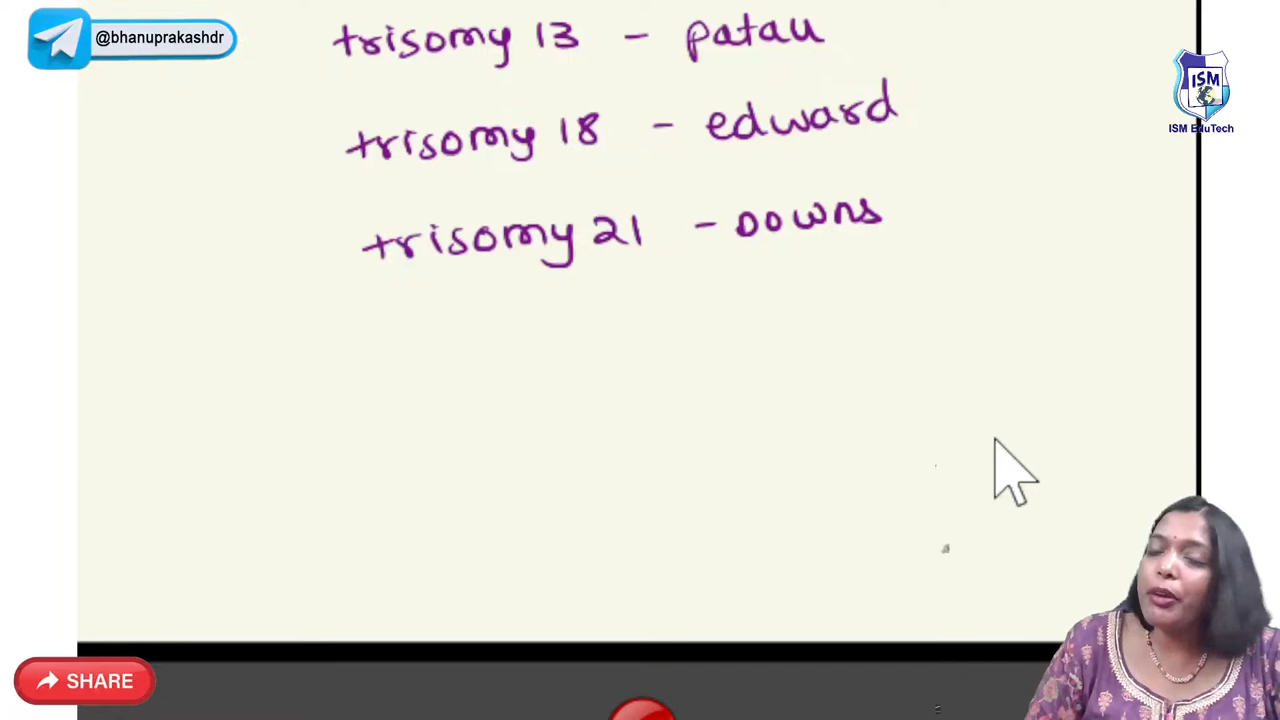 @bhanuprakashdr
trisomy 13 - patau
ISM
ISM EduTech
trisomy 18 - edward
trisomy 21 - Downs
SHARE